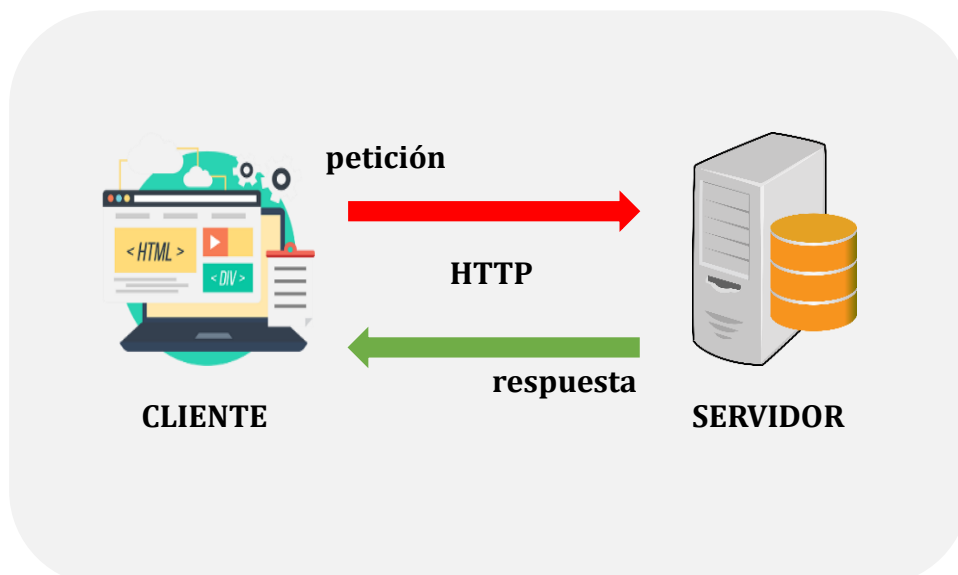 petición
< HTML >
< DIV >
HTTP
respuesta
CLIENTE
SERVIDOR